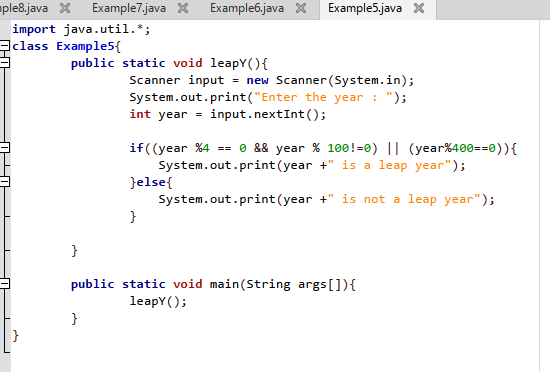 mple8.java Example7.java Example6.java Example5.java
import java.util.*;
class Example5{
public static void leapY(){
Scanner input = new Scanner(System.in);
System.out.print("Enter the year : ");
int year = input.nextInt();
if((year %4 == 0 && year % 100!=0) || (year%400==0)){
System.out.print(year +" is a leap year");
}else{
System.out.print(year +" is not a leap year");
}
}
public static void main(String args[]){
leapY();
}
}